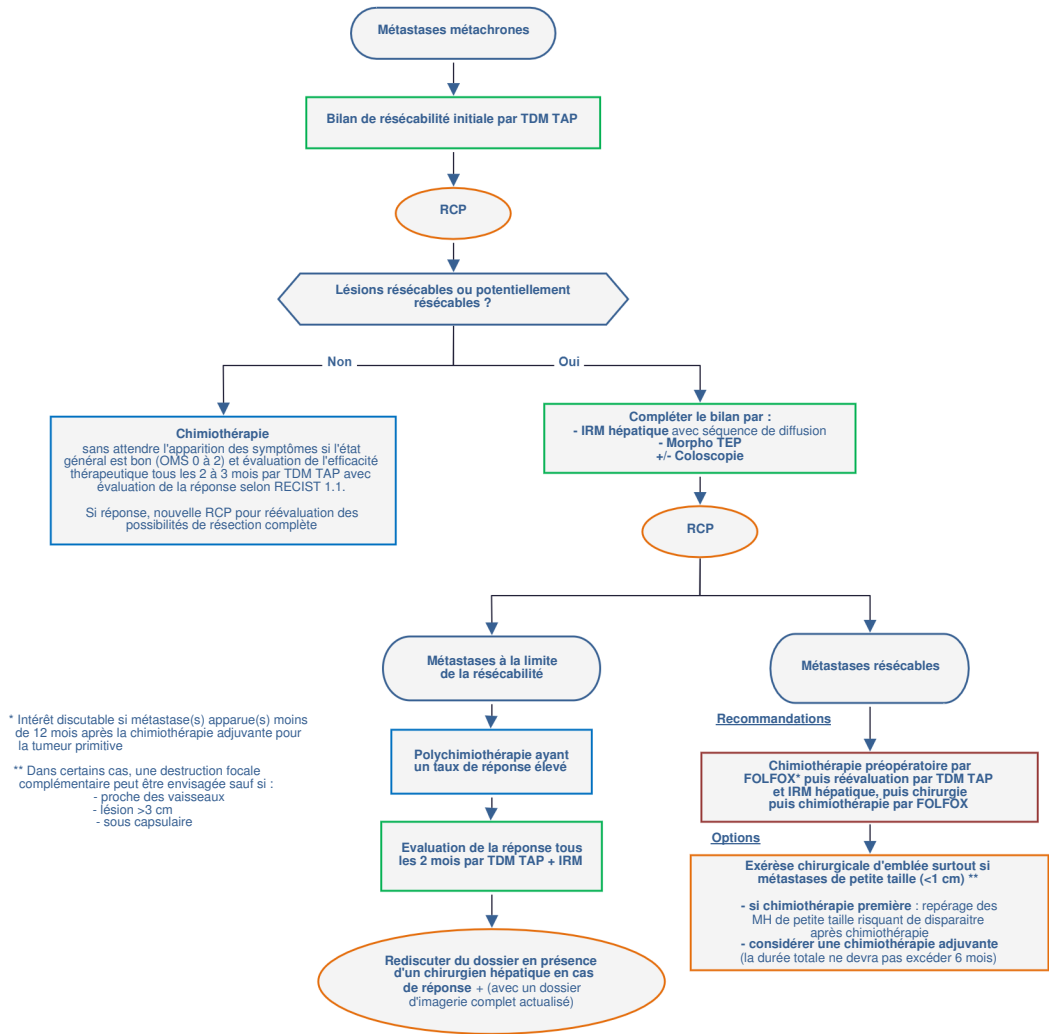 Métastases métachrones
Bilan de résécabilité initiale par TDM TAP
RCP
Lésions résécables ou potentiellement
résécables ?
Non
Oui
Chimiothérapie
sans attendre l'apparition des symptômes si l'état
général est bon (OMS 0 à 2) et évaluation de l'efficacité
thérapeutique tous les 2 à 3 mois par TDM TAP avec
évaluation de la réponse selon RECIST 1.1.
Si réponse, nouvelle RCP pour réévaluation des
possibilités de résection complète
Compléter le bilan par :
- IRM hépatique avec séquence de diffusion
- Morpho TEP
+/- Coloscopie
RCP
Métastases à la limite
de la résécabilité
Polychimiothérapie ayant
un taux de réponse élevé
Evaluation de la réponse tous
les 2 mois par TDM TAP + IRM
Rediscuter du dossier en présence
d'un chirurgien hépatique en cas
de réponse + (avec un dossier
d'imagerie complet actualisé)
Métastases résécables
Recommandations
Chimiothérapie préopératoire par
FOLFOX* puis réévaluation par TDM TAP
et IRM hépatique, puis chirurgie
puis chimiothérapie par FOLFOX
Options
Exérèse chirurgicale d'emblée surtout si
métastases de petite taille (<1 cm) **
- si chimiothérapie première : repérage des
MH de petite taille risquant de disparaitre
après chimiothérapie
- considérer une chimiothérapie adjuvante
(la durée totale ne devra pas excéder 6 mois)
* Intérêt discutable si métastase(s) apparue(s) moins
de 12 mois après la chimiothérapie adjuvante pour
la tumeur primitive
** Dans certains cas, une destruction focale
complémentaire peut être envisagée sauf si :
- proche des vaisseaux
- lésion >3 cm
- sous capsulaire